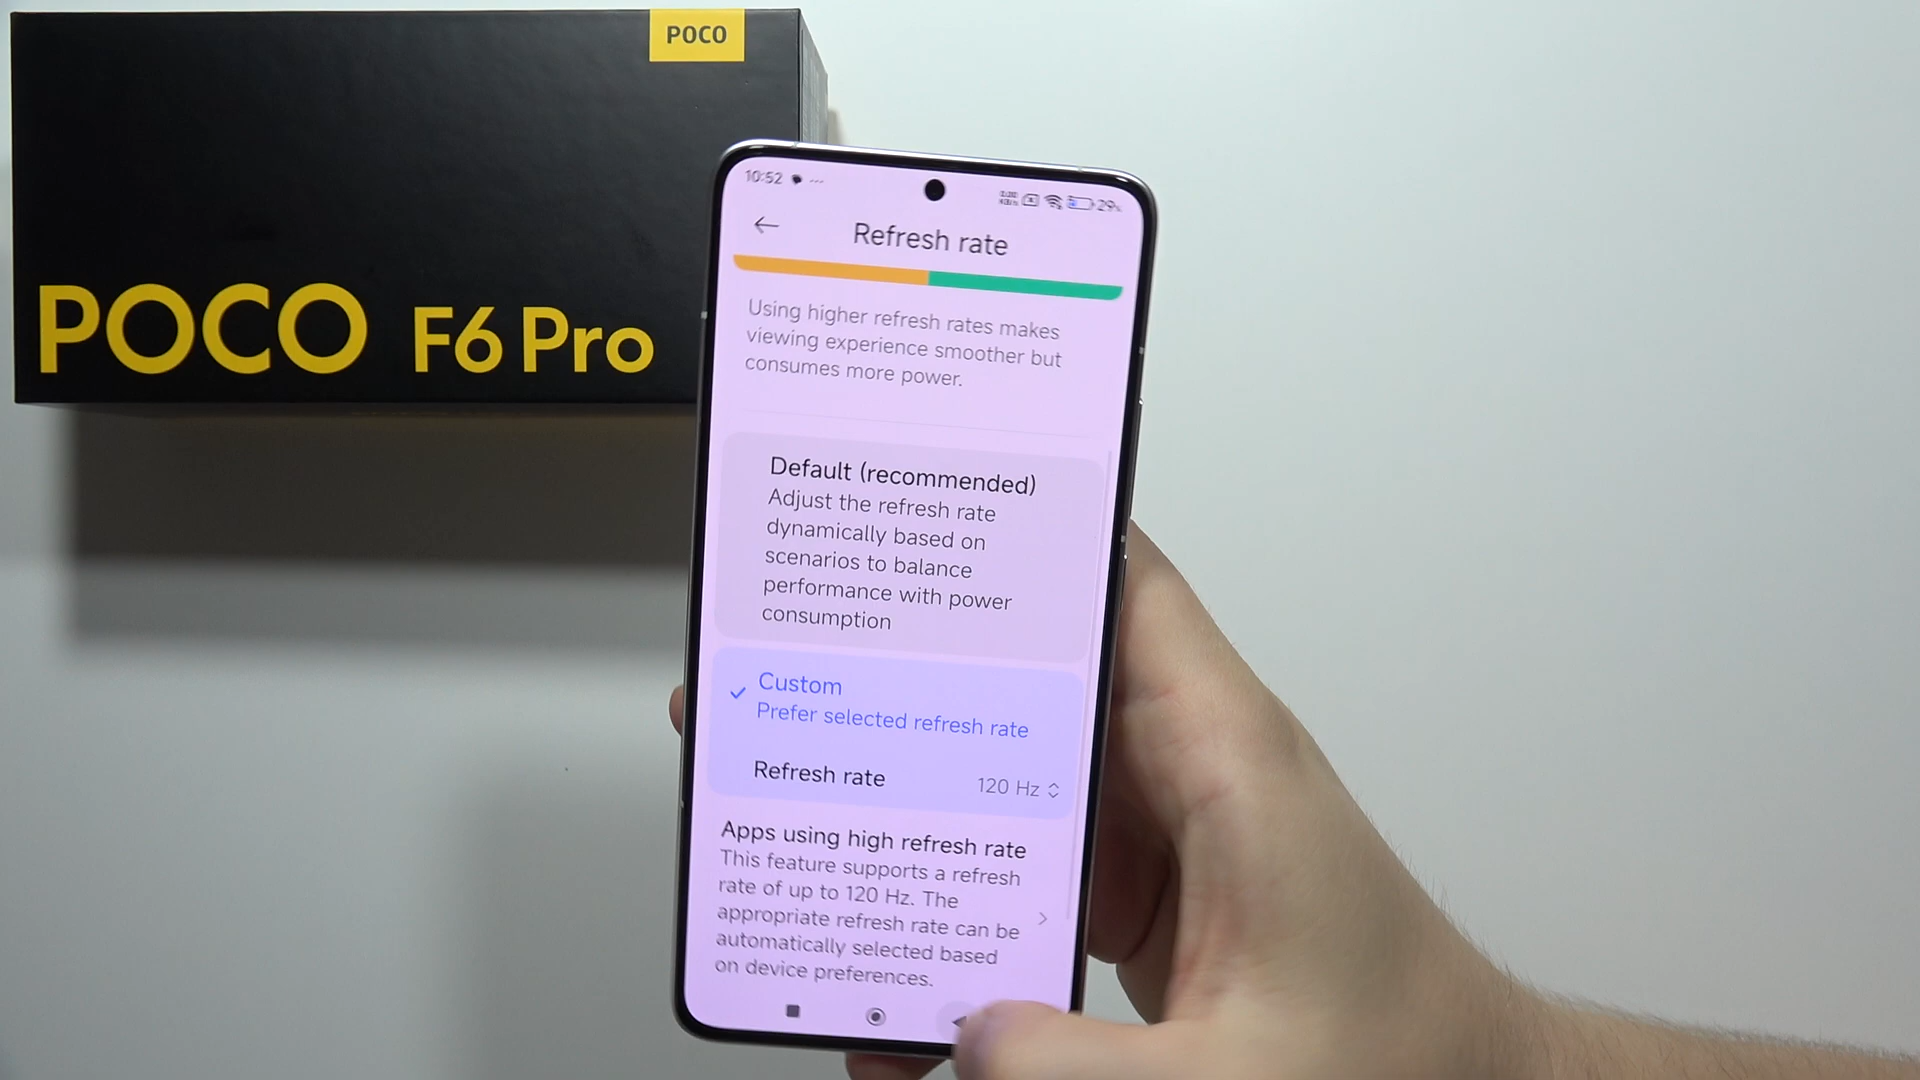 POCO
POCO F6 Pro
10:52
29%
Refresh rate
Using higher refresh rates makes
viewing experience smoother but
consumes more power.
Default (recommended)
Adjust the refresh rate
dynamically based on
scenarios to balance
performance with power
consumption
Custom
Prefer selected refresh rate
Refresh rate 120 Hz
Apps using high refresh rate
This feature supports a refresh
rate of up to 120 Hz. The
appropriate refresh rate can be
automatically selected based
on device preferences.